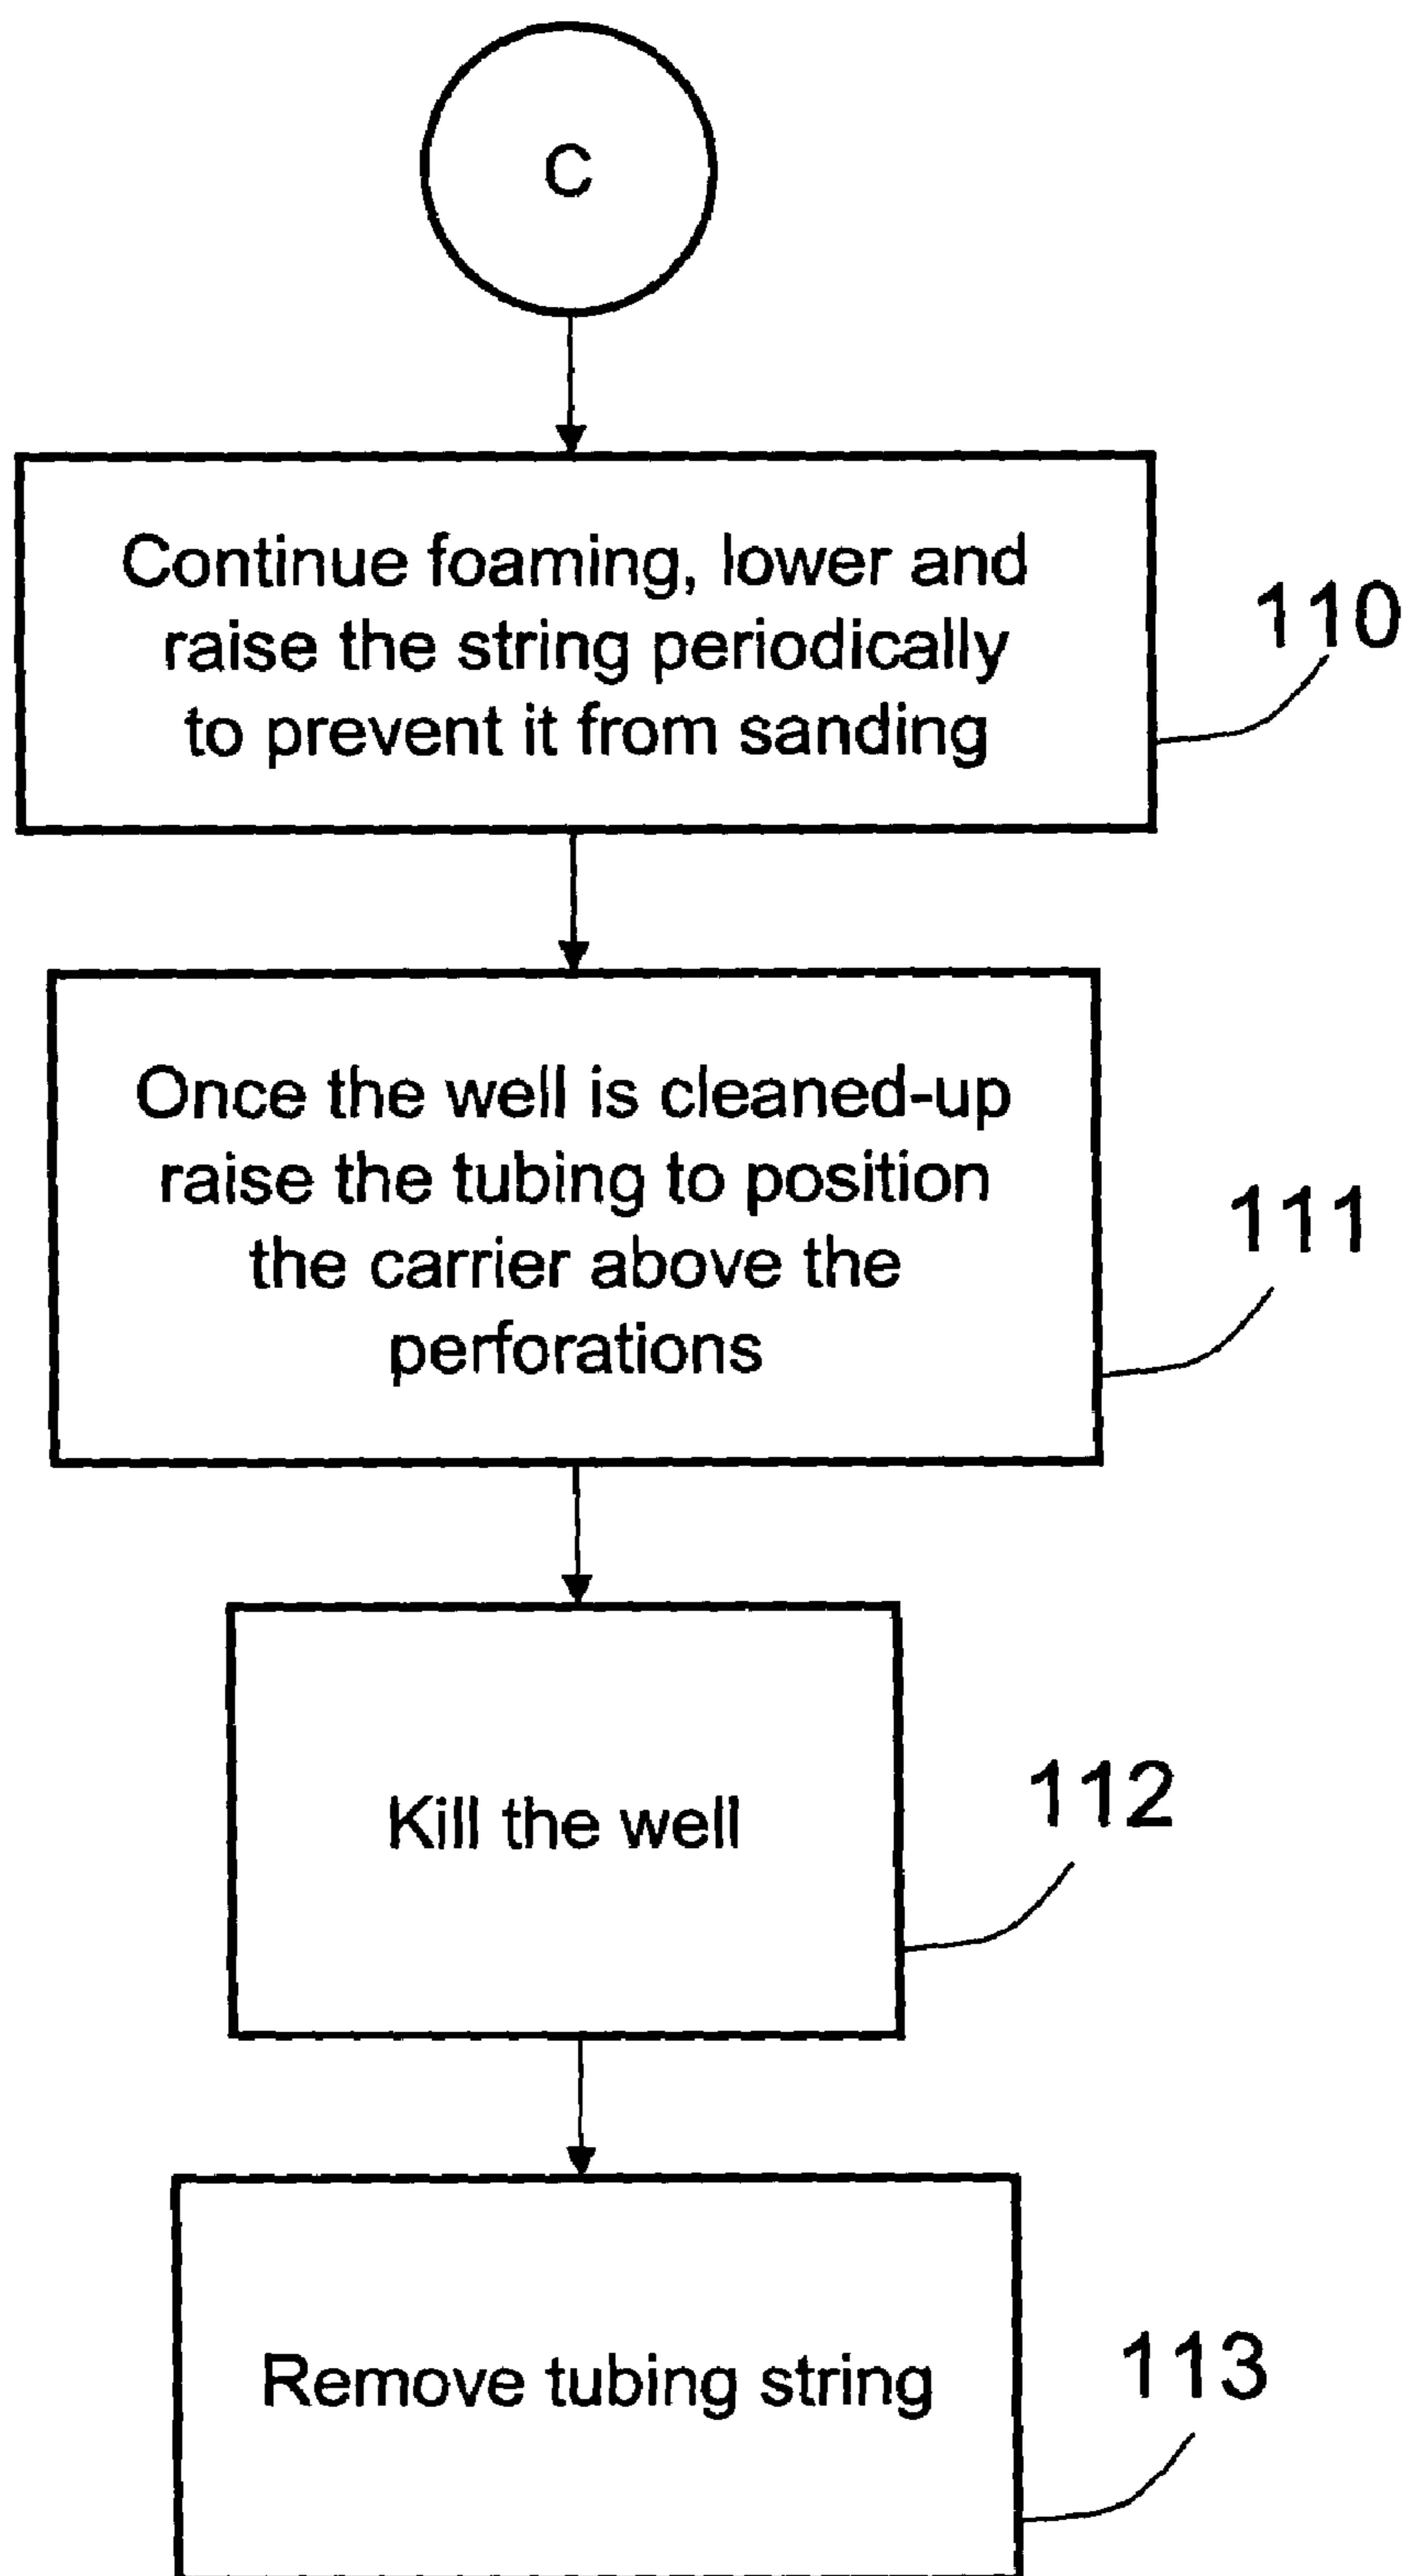 C
Continue foaming, lower and
raise the string periodically
to prevent it from sanding
110
Once the well is cleaned-up
raise the tubing to position
the carrier above the
perforations
111
Kill the well
112
Remove tubing string
113